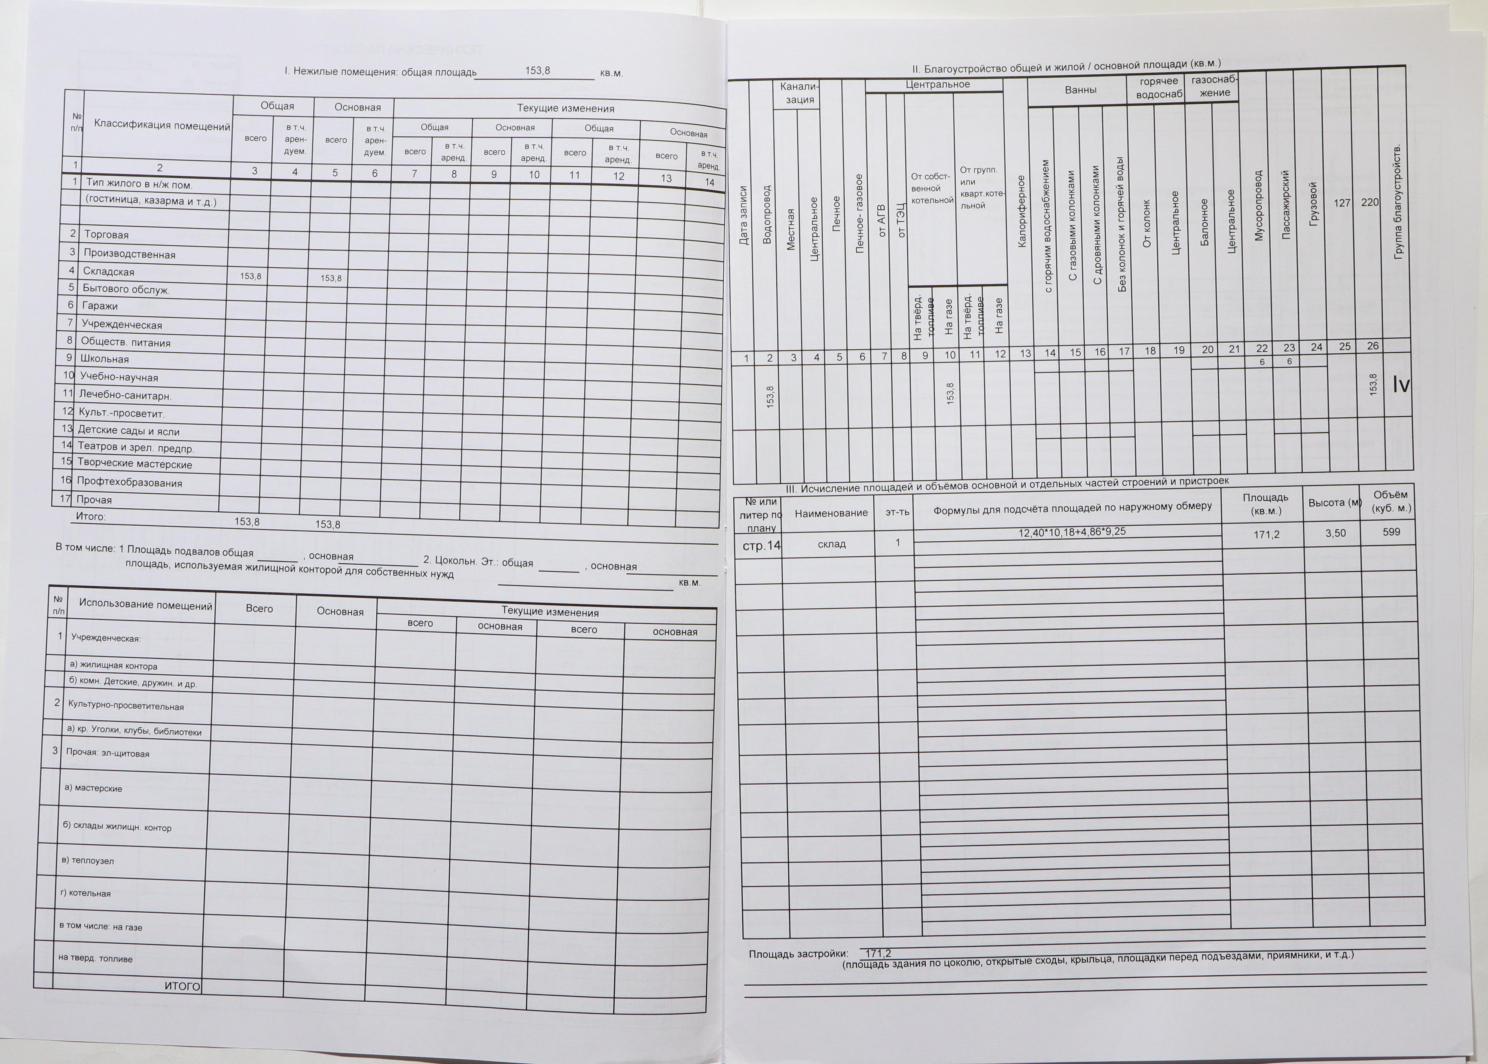 I. Нежилые помещения: общая площадь 153,8 кв.м.
№ п/п Классификация помещений Общая Основная Текущие изменения
Общая Основная Общая Основная
всего в т.ч. арен- дуем. всего в т.ч. арен- дуем. всего в т.ч. аренд. всего в т.ч. аренд. всего в т.ч. аренд. всего в т.ч. аренд.
1 2 3 4 5 6 7 8 9 10 11 12 13 14
1 Тип жилого в н/ж пом.
(гостиница, казарма и т.д.)
2 Торговая
3 Производственная
4 Складская 153,8 153,8
5 Бытового обслуж.
6 Гаражи
7 Учрежденческая
8 Обществ. питания
9 Школьная
10 Учебно-научная
11 Лечебно-санитарн.
12 Культ.-просветит.
13 Детские сады и ясли
14 Театров и зрел. предпр.
15 Творческие мастерские
16 Профтехобразования
17 Прочая
Итого: 153,8 153,8
В том числе: 1 Площадь подвалов общая , основная 2. Цокольн. Эт.: общая , основная
площадь, используемая жилищной конторой для собственных нужд кв.м.
№ п/п Использование помещений Всего Основная Текущие изменения
всего основная всего основная
1 Учрежденческая:
а) жилищная контора
б) комн. Детские, дружин. и др.
2 Культурно-просветительная
а) кр. Уголки, клубы, библиотеки
3 Прочая: эл-щитовая
а) мастерские
б) склады жилищн. контор
в) теплоузел
г) котельная
в том числе: на газе
на тверд. топливе
ИТОГО
II. Благоустройство общей и жилой / основной площади (кв.м.)
Канали- зация Центральное Ванны горячее водоснаб газоснаб- жение
Дата записи Водопровод Местная Центральное Печное Печное- газовое от АГВ от ТЭЦ От собст- венной котельной От групп. или кварт.коте- льной Калориферное с горячим водоснабжением С газовыми колонками С дровяными колонками Без колонок и горячей воды От колонк Центральное Балонное Центральное Мусоропровод Пассажирский Грузовой 127 220 Группа благоустройств.
На твёрд. топливе На газе На твёрд. топливе На газе
1 2 3 4 5 6 7 8 9 10 11 12 13 14 15 16 17 18 19 20 21 22 23 24 25 26
6 6
153,8 153,8 153,8 Iv
III. Исчисление площадей и объёмов основной и отдельных частей строений и пристроек
№ или литер по плану Наименование эт-ть Формулы для подсчёта площадей по наружному обмеру Площадь (кв.м.) Высота (м) Объём (куб. м.)
стр.14 склад 1 12,40*10,18+4,86*9,25 171,2 3,50 599
Площадь застройки: 171,2
(площадь здания по цоколю, открытые сходы, крыльца, площадки перед подъездами, приямники, и т.д.)